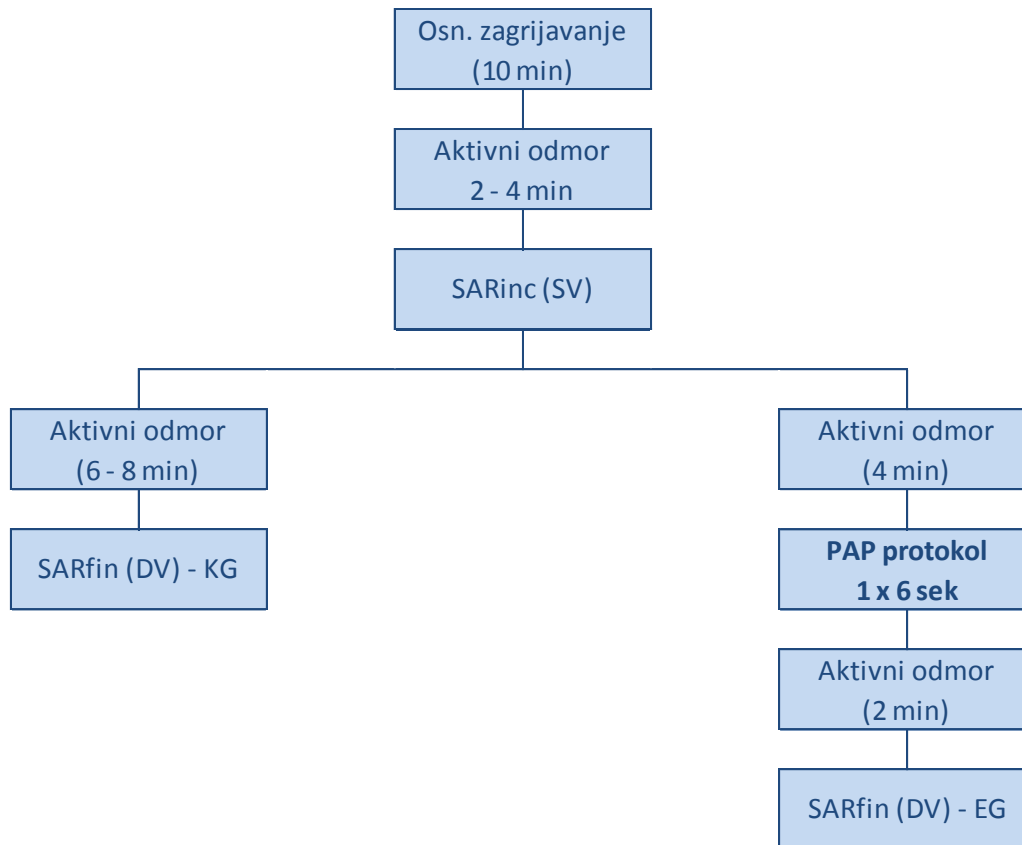 Osn. zagrijavanje
(10 min)
Aktivni odmor
2 - 4 min
SARinc (SV)
Aktivni odmor
(6 - 8 min)
SARfin (DV) - KG
Aktivni odmor
(4 min)
PAP protokol
1 x 6 sek
Aktivni odmor
(2 min)
SARfin (DV) - EG